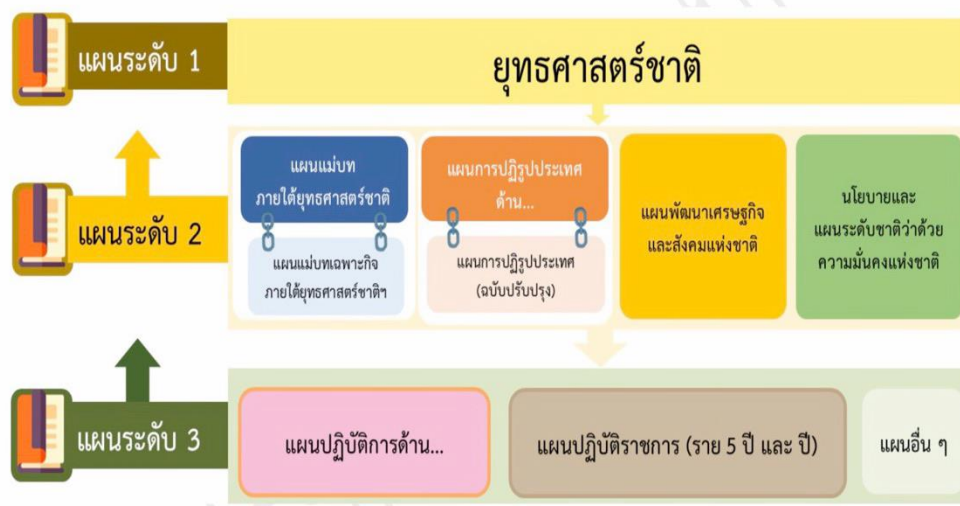 แผนระดับ 1
ยุทธศาสตร์ชาติ
แผนระดับ 2
แผนแม่บท
ภายใต้ยุทธศาสตร์ชาติ
แผนแม่บทเฉพาะกิจ
ภายใต้ยุทธศาสตร์ชาติฯ
แผนการปฏิรูปประเทศ
ด้าน...
แผนการปฏิรูปประเทศ
(ฉบับปรับปรุง)
แผนพัฒนาเศรษฐกิจ
และสังคมแห่งชาติ
นโยบายและ
แผนระดับชาติว่าด้วย
ความมั่นคงแห่งชาติ
แผนระดับ 3
แผนปฏิบัติการด้าน...
แผนปฏิบัติราชการ (ราย 5 ปี และ ปี)
แผนอื่น ๆ